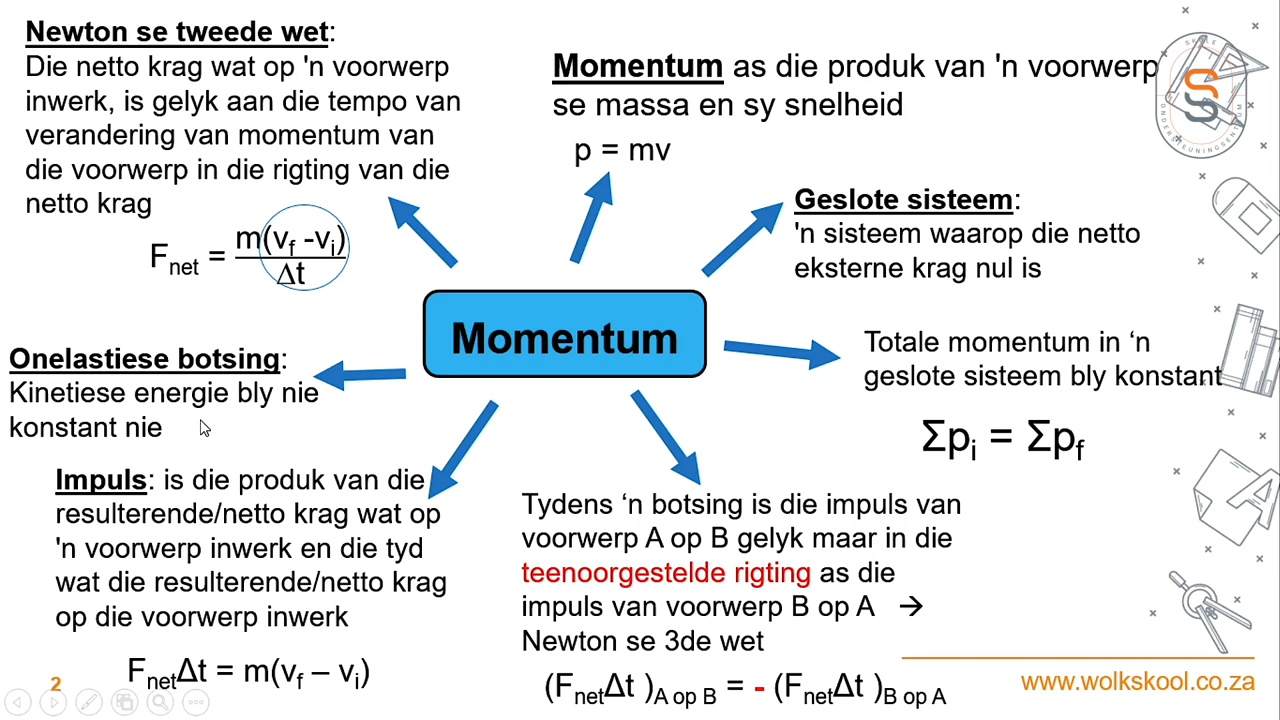 Newton se tweede wet:
Die netto krag wat op 'n voorwerp
inwerk, is gelyk aan die tempo van
verandering van momentum van
die voorwerp in die rigting van die
netto krag
Fnet = m(vf -vi)
Δt
Momentum as die produk van 'n voorwerp
se massa en sy snelheid
p = mv
SKOLE
ONDERSTEUNINGSENTRUM
Geslote sisteem:
'n sisteem waarop die netto
eksterne krag nul is
Momentum
Totale momentum in ‘n
geslote sisteem bly konstant
Σpi = Σpf
Onelastiese botsing:
Kinetiese energie bly nie
konstant nie
Impuls: is die produk van die
resulterende/netto krag wat op
'n voorwerp inwerk en die tyd
wat die resulterende/netto krag
op die voorwerp inwerk
FnetΔt = m(vf – vi)
Tydens ‘n botsing is die impuls van
voorwerp A op B gelyk maar in die
teenoorgestelde rigting as die
impuls van voorwerp B op A →
Newton se 3de wet
(FnetΔt )A op B = - (FnetΔt )B op A
2
www.wolkskool.co.za